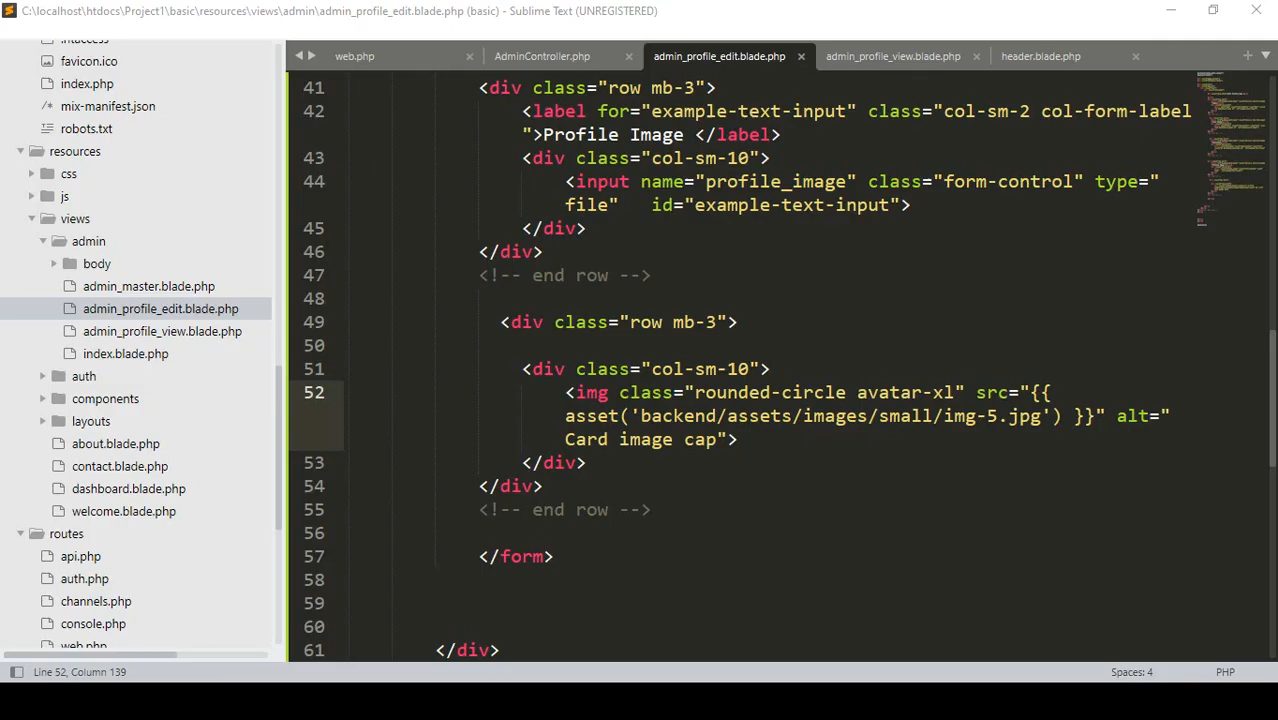 C:\localhost\htdocs\Project1\basic\resources\views\admin\admin_profile_edit.blade.php (basic) - Sublime Text (UNREGISTERED)
.htaccess
favicon.ico
index.php
mix-manifest.json
robots.txt
resources
css
js
views
admin
body
admin_master.blade.php
admin_profile_edit.blade.php
admin_profile_view.blade.php
index.blade.php
auth
components
layouts
about.blade.php
contact.blade.php
dashboard.blade.php
welcome.blade.php
routes
api.php
auth.php
channels.php
console.php
web.php
web.php AdminController.php admin_profile_edit.blade.php admin_profile_view.blade.php header.blade.php
41 <div class="row mb-3">
42 <label for="example-text-input" class="col-sm-2 col-form-label
">Profile Image </label>
43 <div class="col-sm-10">
44 <input name="profile_image" class="form-control" type="
file" id="example-text-input">
45 </div>
46 </div>
47 <!-- end row -->
48
49 <div class="row mb-3">
50
51 <div class="col-sm-10">
52 <img class="rounded-circle avatar-xl" src="{{
asset('backend/assets/images/small/img-5.jpg') }}" alt="
Card image cap">
53 </div>
54 </div>
55 <!-- end row -->
56
57 </form>
58
59
60
61 </div>
Line 52, Column 139 Spaces: 4 PHP